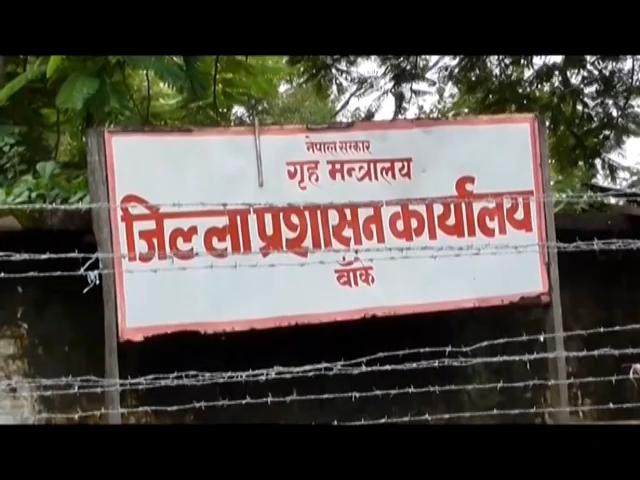 नेपाल सरकार
गृह मन्त्रालय
जिल्ला प्रशासन कार्यालय
बाँके